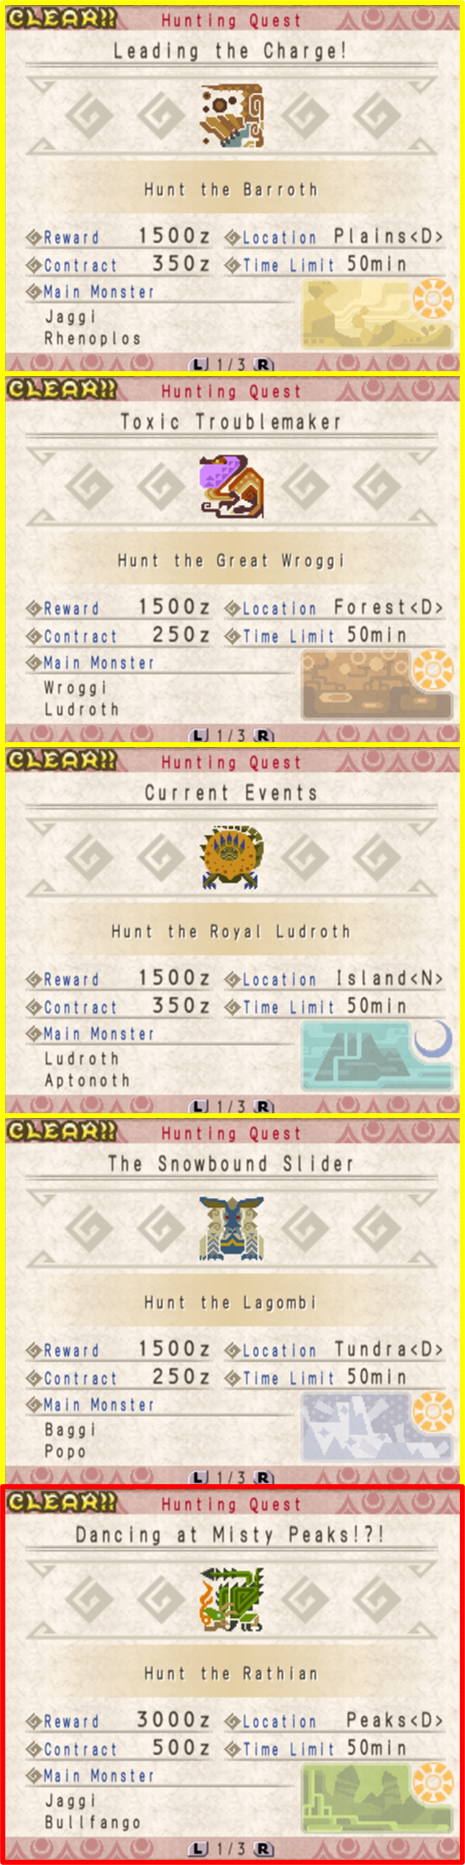 CLEAR!! Hunting Quest
Leading the Charge!
Hunt the Barroth
Reward 1500z Location Plains<D>
Contract 350z Time Limit 50min
Main Monster
Jaggi
Rhenoplos
L 1/3 R
CLEAR!! Hunting Quest
Toxic Troublemaker
Hunt the Great Wroggi
Reward 1500z Location Forest<D>
Contract 250z Time Limit 50min
Main Monster
Wroggi
Ludroth
L 1/3 R
CLEAR!! Hunting Quest
Current Events
Hunt the Royal Ludroth
Reward 1500z Location Island<N>
Contract 350z Time Limit 50min
Main Monster
Ludroth
Aptonoth
L 1/3 R
CLEAR!! Hunting Quest
The Snowbound Slider
Hunt the Lagombi
Reward 1500z Location Tundra<D>
Contract 250z Time Limit 50min
Main Monster
Baggi
Popo
L 1/3 R
CLEAR!! Hunting Quest
Dancing at Misty Peaks!?!
Hunt the Rathian
Reward 3000z Location Peaks<D>
Contract 500z Time Limit 50min
Main Monster
Jaggi
Bullfango
L 1/3 R